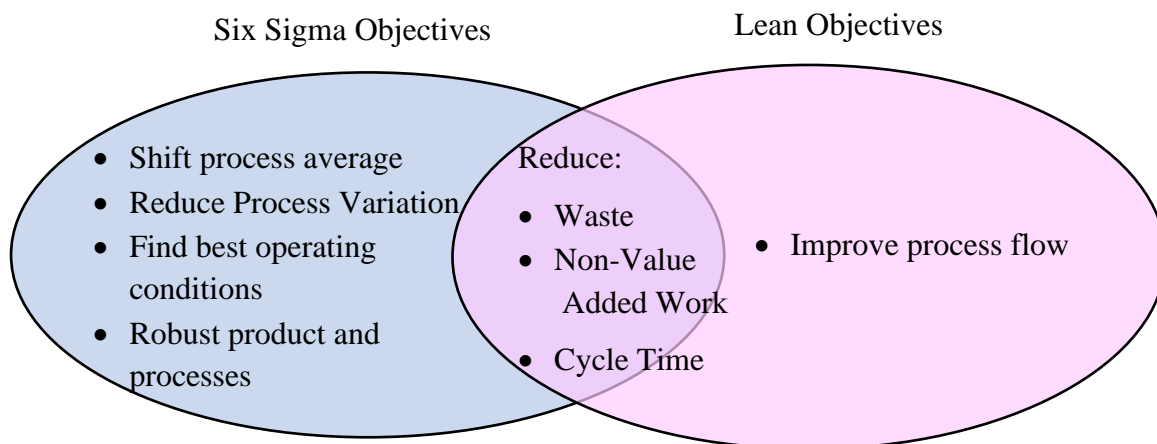 Six Sigma Objectives
Lean Objectives
• Shift process average
• Reduce Process Variation
• Find best operating
conditions
• Robust product and
processes
Reduce:
• Waste
• Non-Value
Added Work
• Cycle Time
• Improve process flow